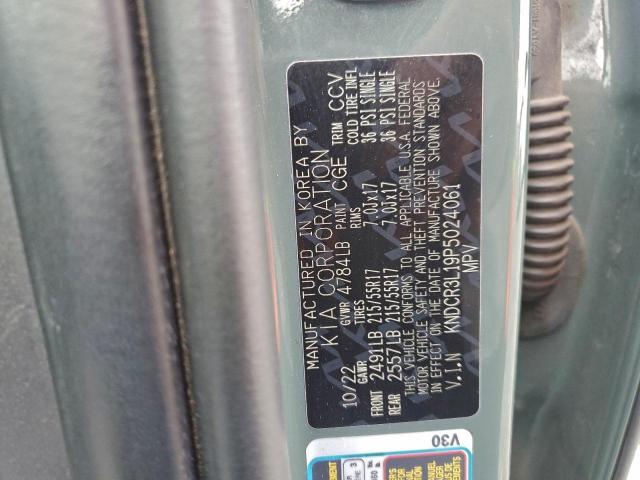 MANUFACTURED IN KOREA BY
KIA CORPORATION
10/22 GVWR 4784LB PAINT CGE TRIM CCV
GAWR TIRES RIMS COLD TIRE INFL
FRONT 2491LB 215/55R17 7.0Jx17 36 PSI SINGLE
REAR 2557LB 215/55R17 7.0Jx17 36 PSI SINGLE
THIS VEHICLE CONFORMS TO ALL APPLICABLE U.S.A. FEDERAL
MOTOR VEHICLE SAFETY AND THEFT PREVENTION STANDARDS
IN EFFECT ON THE DATE OF MANUFACTURE SHOWN ABOVE.
V.I.N KNDCR3L19P5024061
MPV
V30